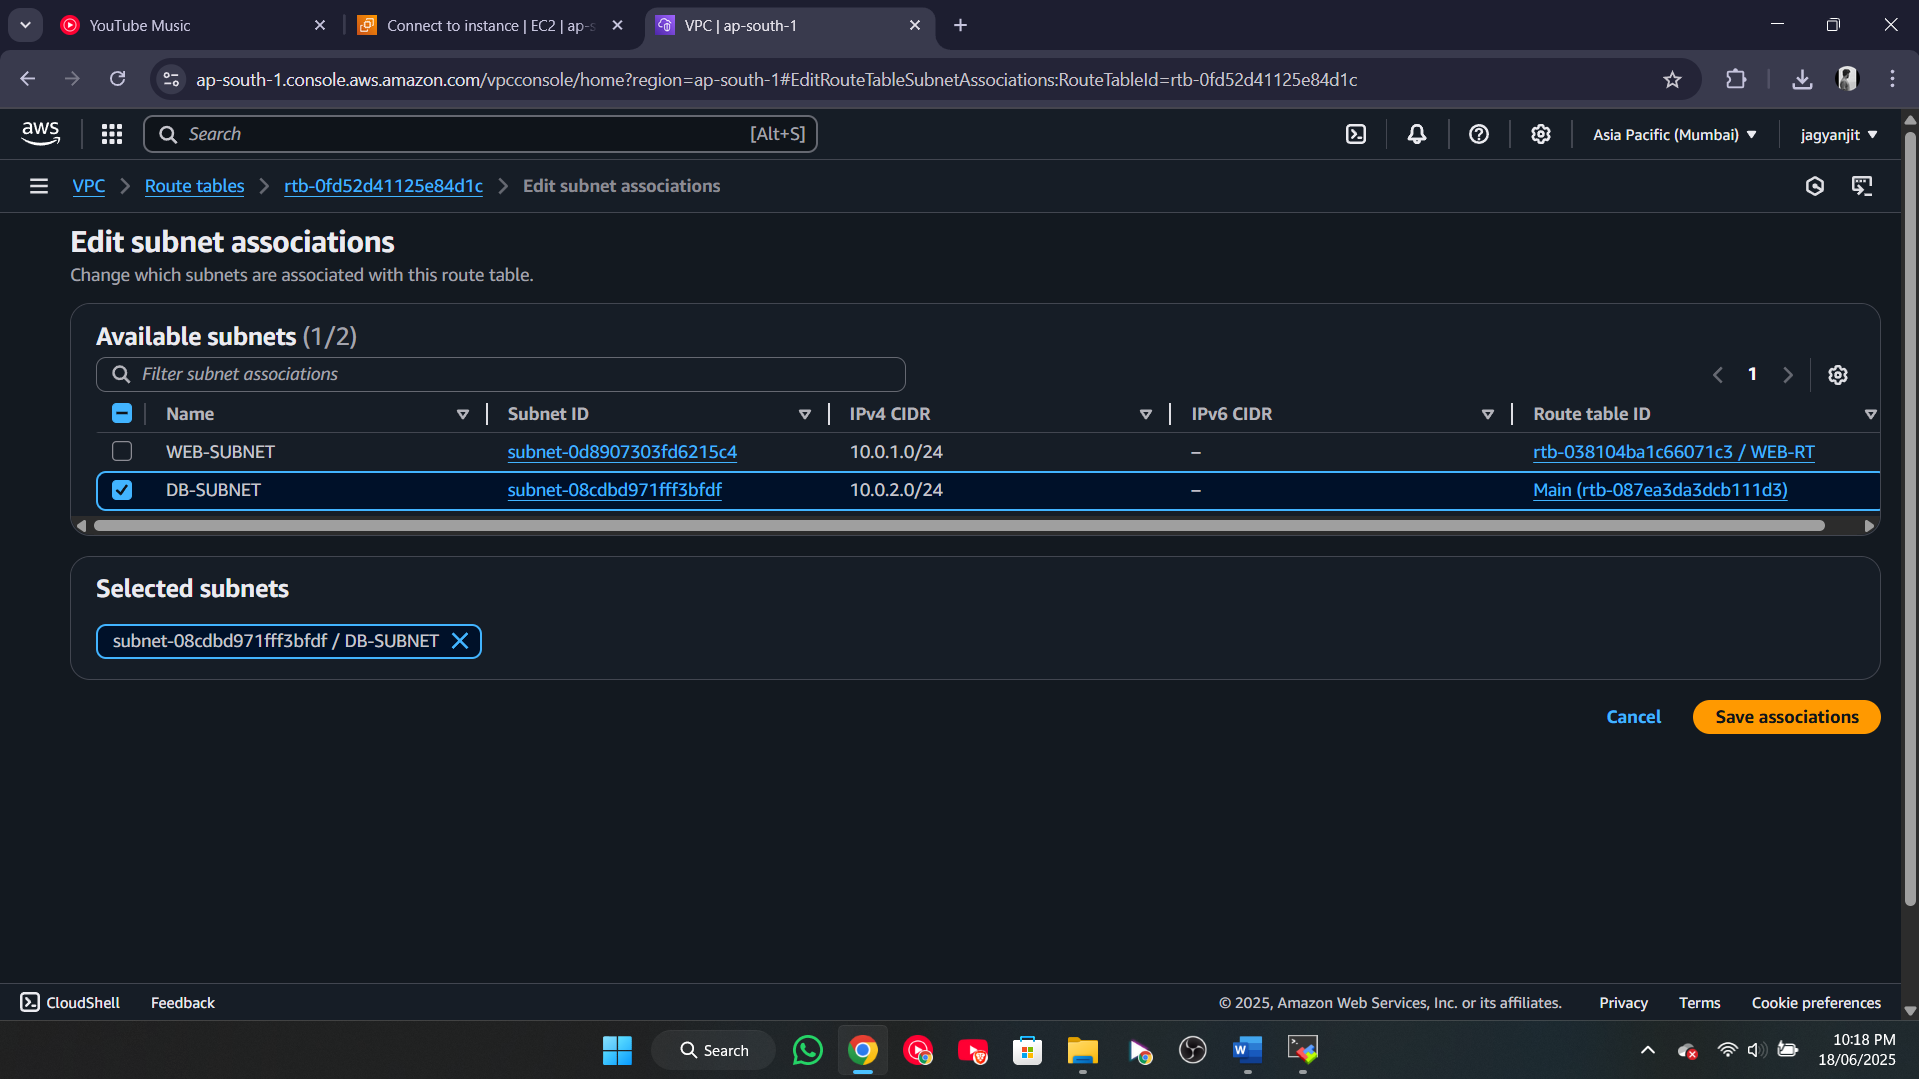 YouTube Music
Connect to instance | EC2 | ap-s
VPC | ap-south-1
ap-south-1.console.aws.amazon.com/vpcconsole/home?region=ap-south-1#EditRouteTableSubnetAssociations:RouteTableId=rtb-0fd52d41125e84d1c
aws
Search
[Alt+S]
Asia Pacific (Mumbai)
jagyanjit
VPC
Route tables
rtb-0fd52d41125e84d1c
Edit subnet associations
Edit subnet associations
Change which subnets are associated with this route table.
Available subnets (1/2)
Filter subnet associations
1
Name Subnet ID IPv4 CIDR IPv6 CIDR Route table ID
WEB-SUBNET subnet-0d8907303fd6215c4 10.0.1.0/24 – rtb-038104ba1c66071c3 / WEB-RT
DB-SUBNET subnet-08cdbd971fff3bfdf 10.0.2.0/24 – Main (rtb-087ea3da3dcb111d3)
Selected subnets
subnet-08cdbd971fff3bfdf / DB-SUBNET
Cancel
Save associations
CloudShell Feedback © 2025, Amazon Web Services, Inc. or its affiliates. Privacy Terms Cookie preferences
Search
10:18 PM
18/06/2025